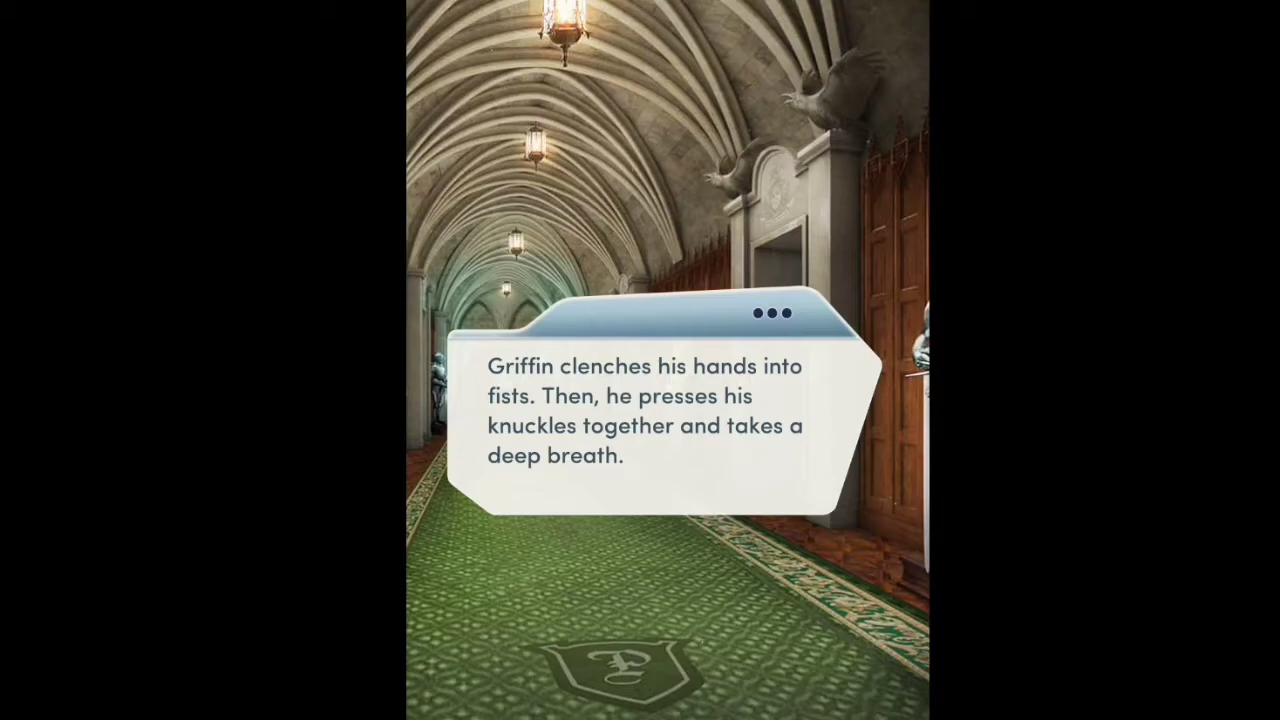 Griffin clenches his hands into
fists. Then, he presses his
knuckles together and takes a
deep breath.